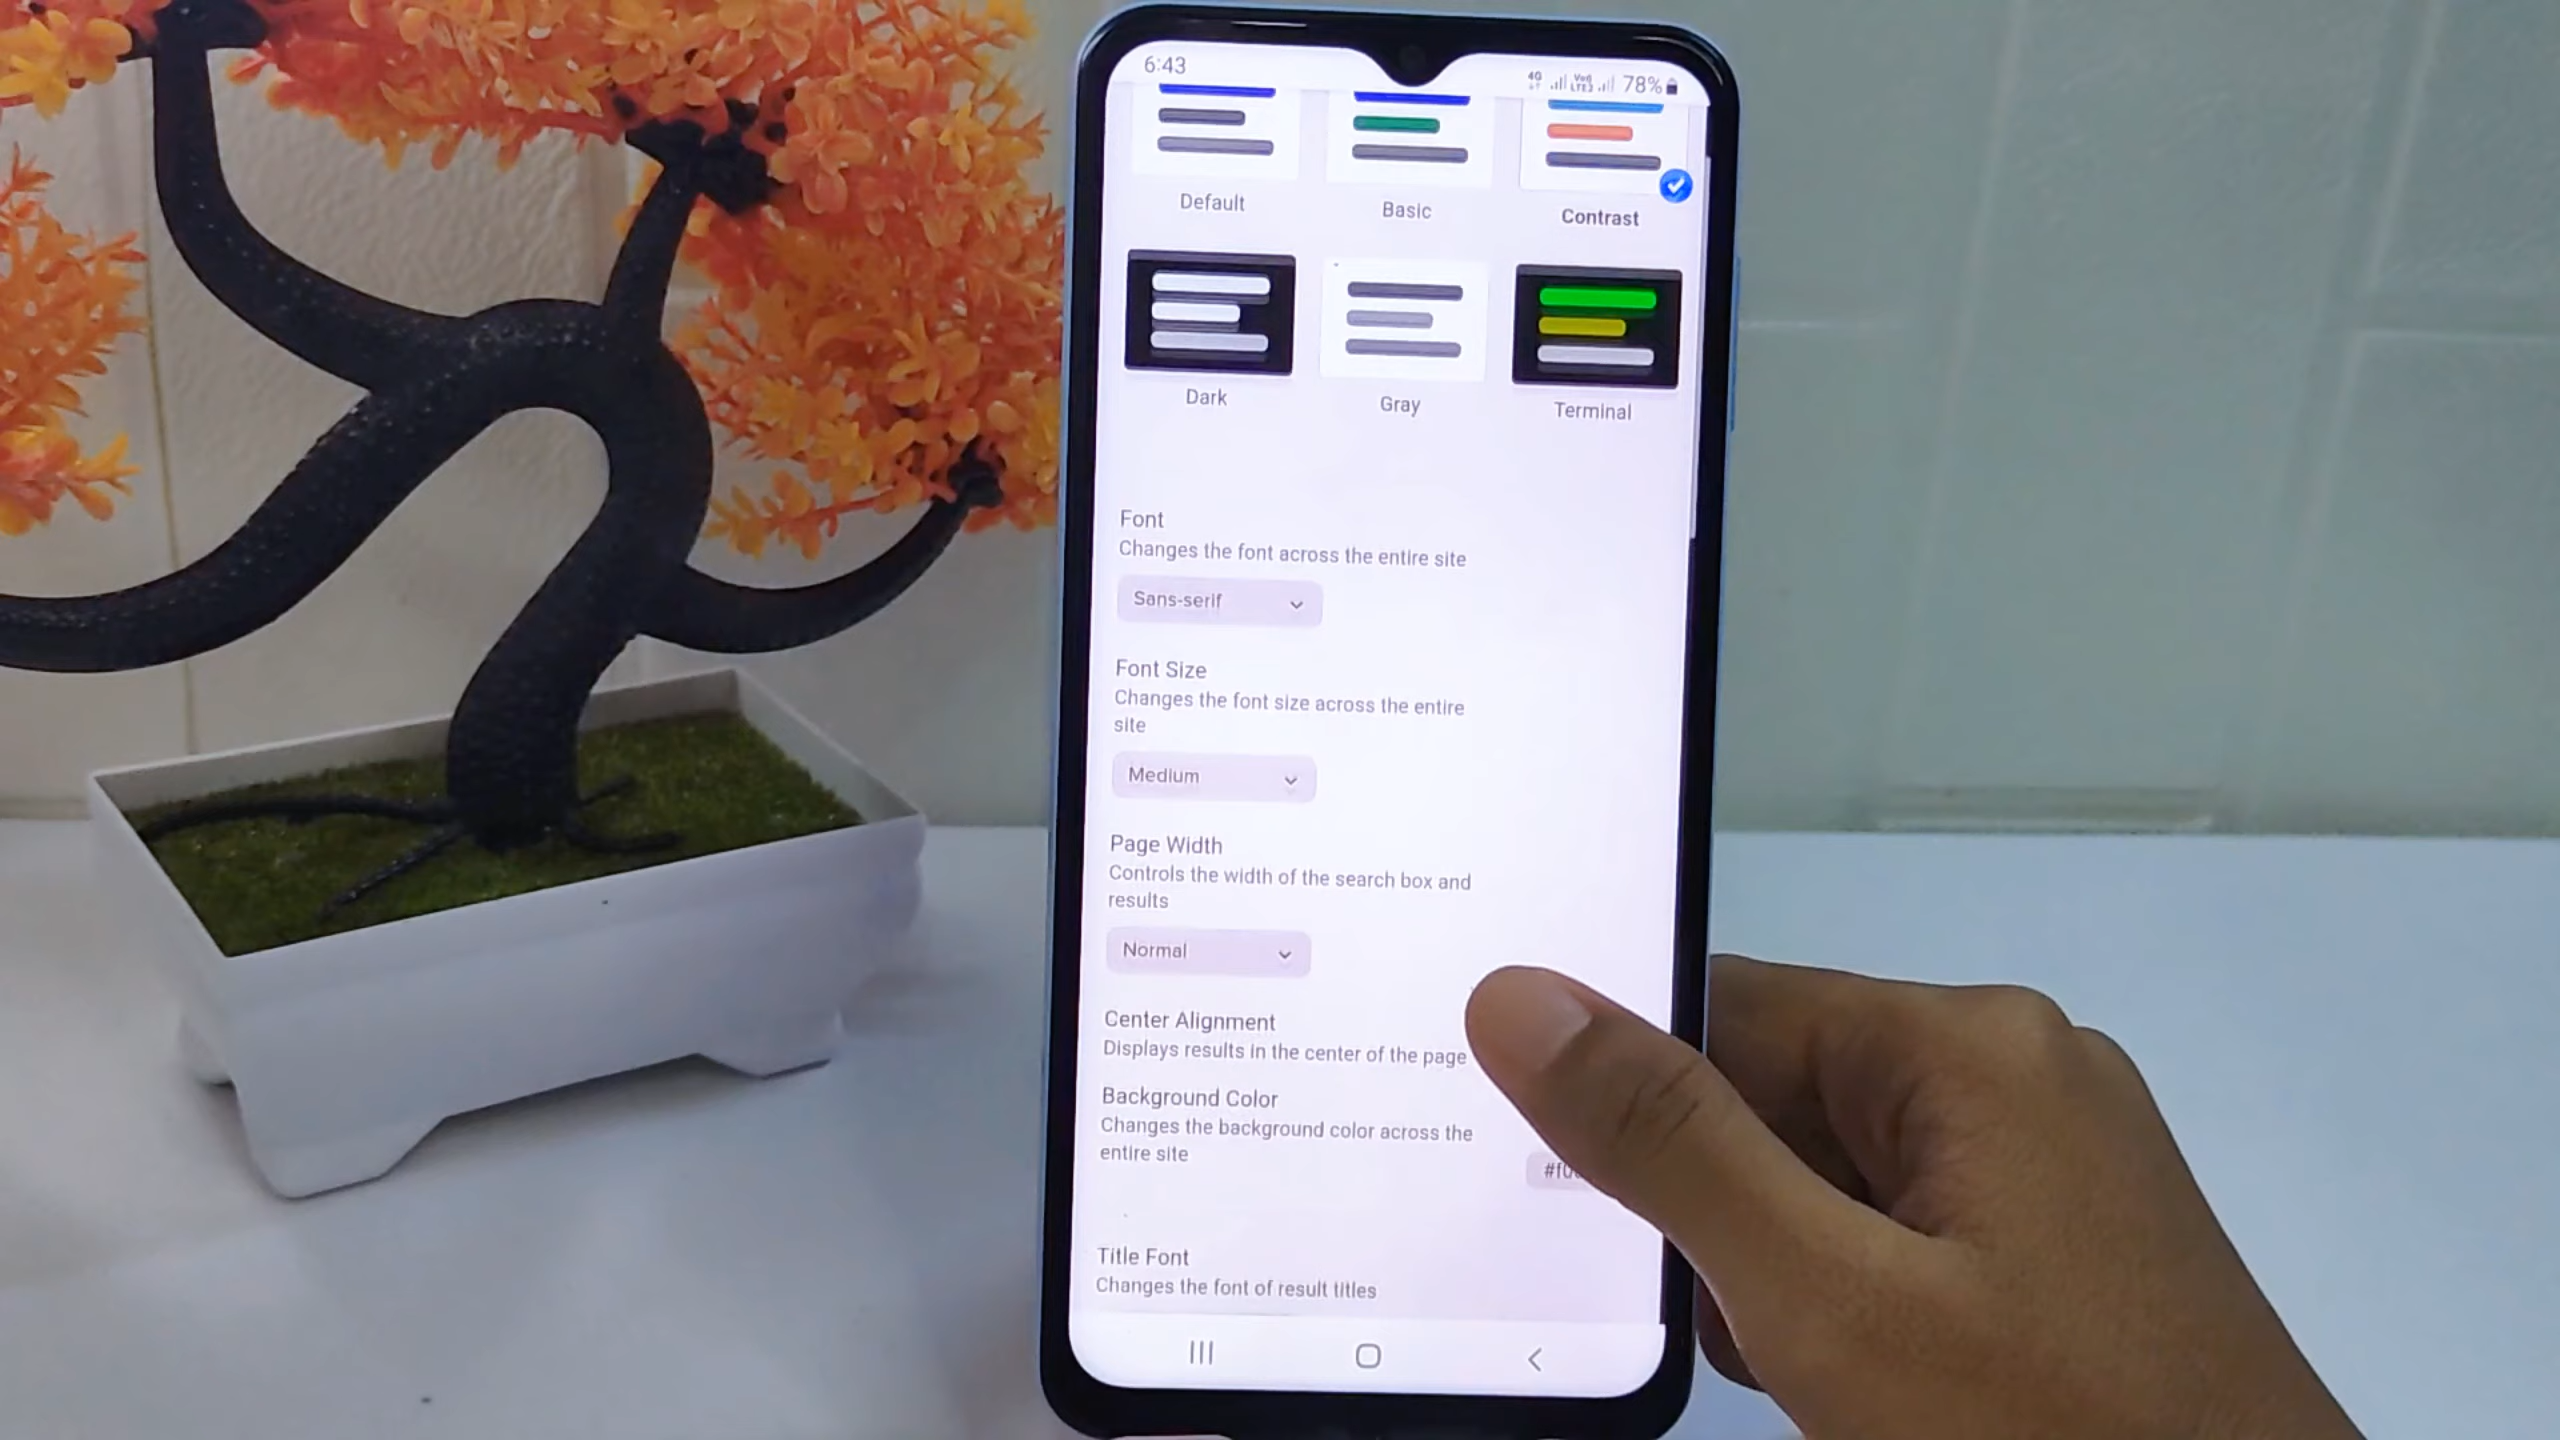 6:43
4G
78%
Default
Basic
Contrast
Dark
Gray
Terminal
Font
Changes the font across the entire site
Sans-serif
Font Size
Changes the font size across the entire
site
Medium
Page Width
Controls the width of the search box and
results
Normal
Center Alignment
Displays results in the center of the page
Background Color
Changes the background color across the
entire site
Title Font
Changes the font of result titles